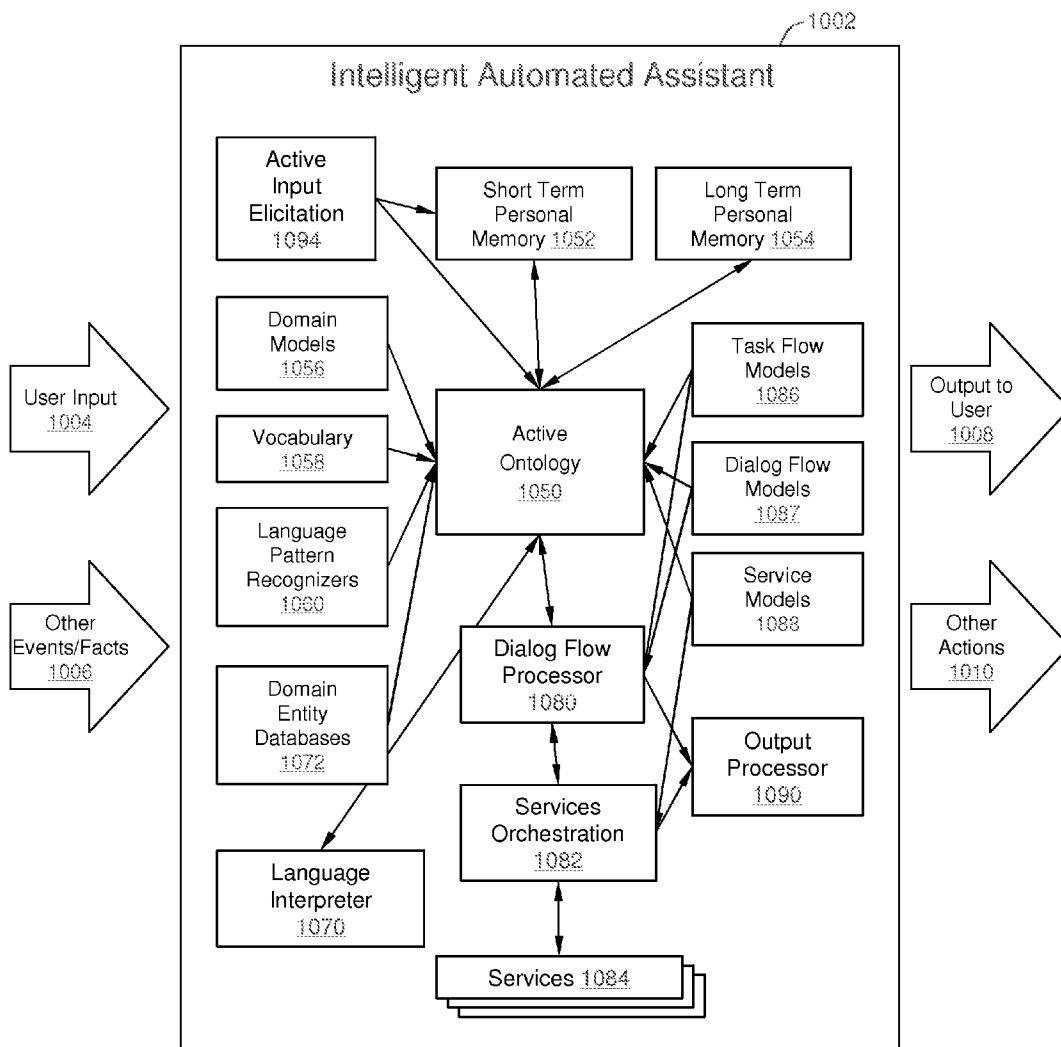 1002
Intelligent Automated Assistant
Active
Input
Elicitation
1094
Short Term
Personal
Memory 1052
Long Term
Personal
Memory 1054
Domain
Models
1056
Task Flow
Models
1086
User Input
1004
Output to
User
1008
Vocabulary
1058
Active
Ontology
1050
Dialog Flow
Models
1087
Language
Pattern
Recognizers
1060
Service
Models
1088
Other
Events/Facts
1006
Other
Actions
1010
Dialog Flow
Processor
1080
Domain
Entity
Databases
1072
Output
Processor
1090
Services
Orchestration
1082
Language
Interpreter
1070
Services 1084